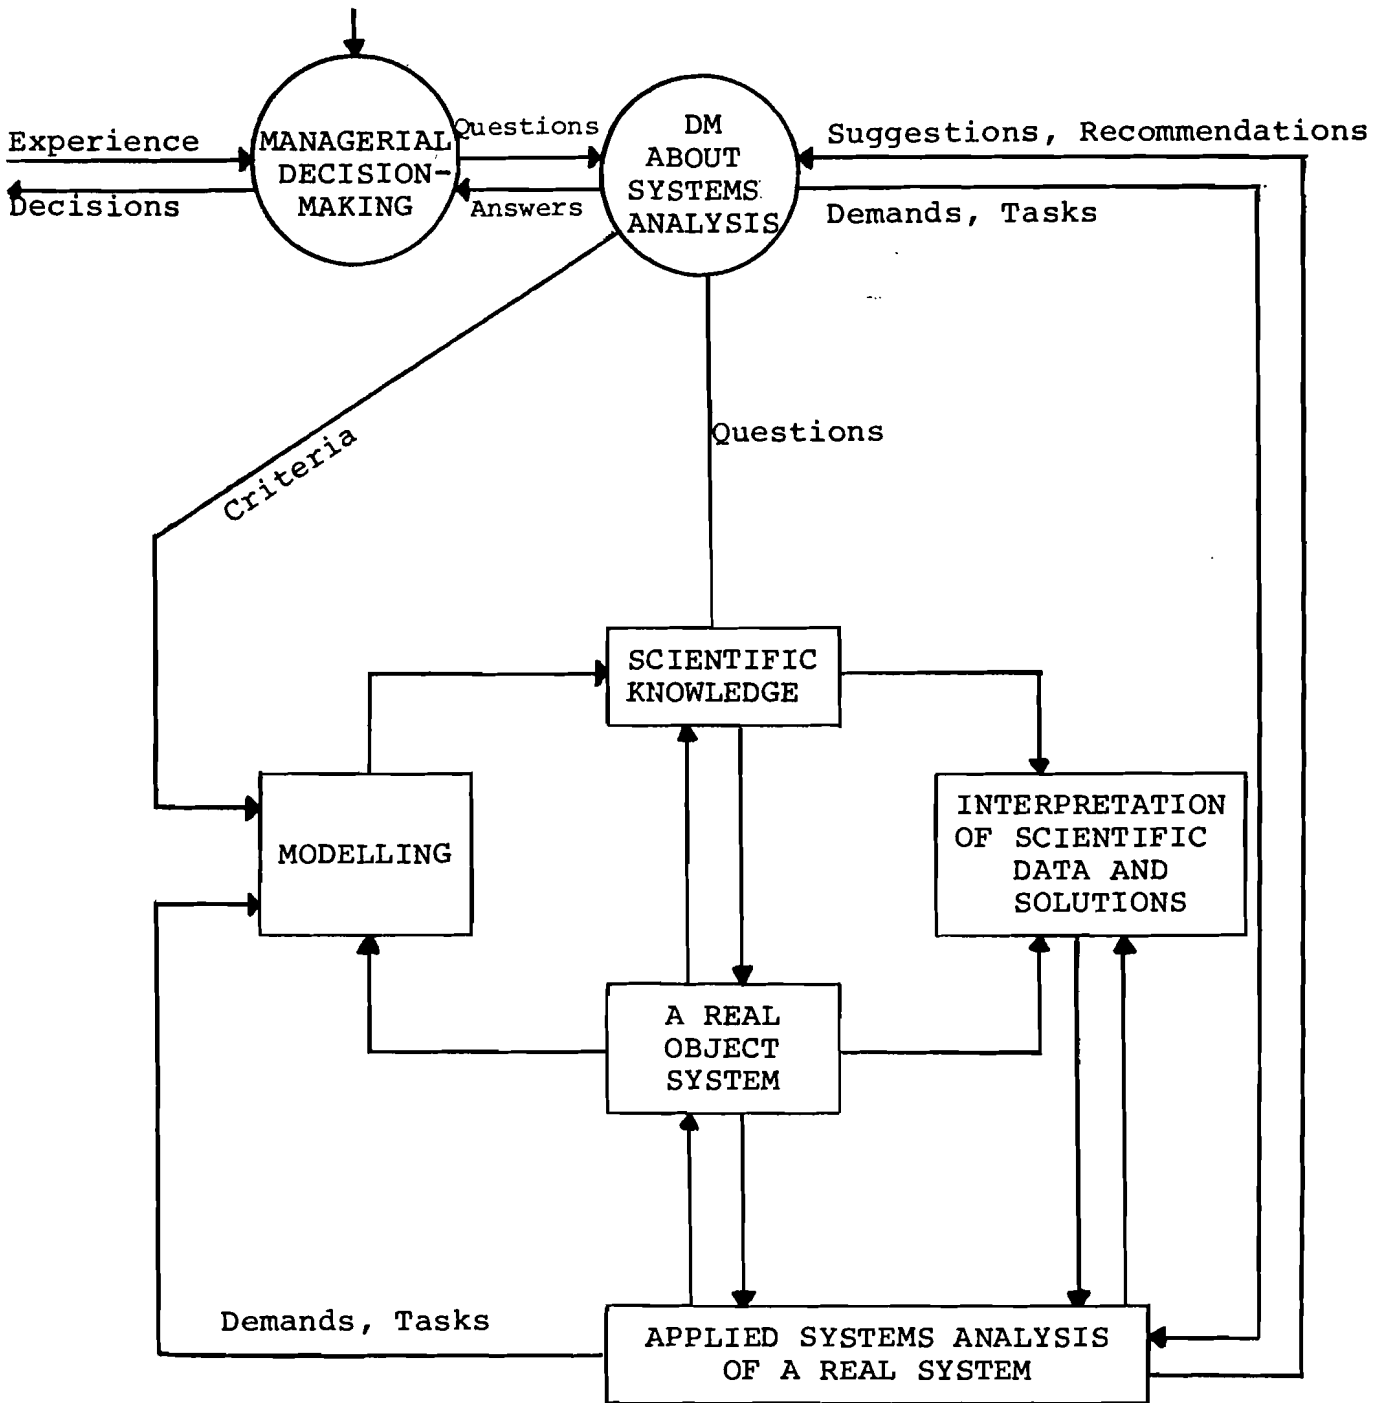 Experience
Decisions
MANAGERIAL
DECISION-
MAKING
Questions
Answers
DM
ABOUT
SYSTEMS
ANALYSIS
Suggestions, Recommendations
Demands, Tasks
Criteria
Questions
SCIENTIFIC
KNOWLEDGE
MODELLING
INTERPRETATION
OF SCIENTIFIC
DATA AND
SOLUTIONS
A REAL
OBJECT
SYSTEM
Demands, Tasks
APPLIED SYSTEMS ANALYSIS
OF A REAL SYSTEM